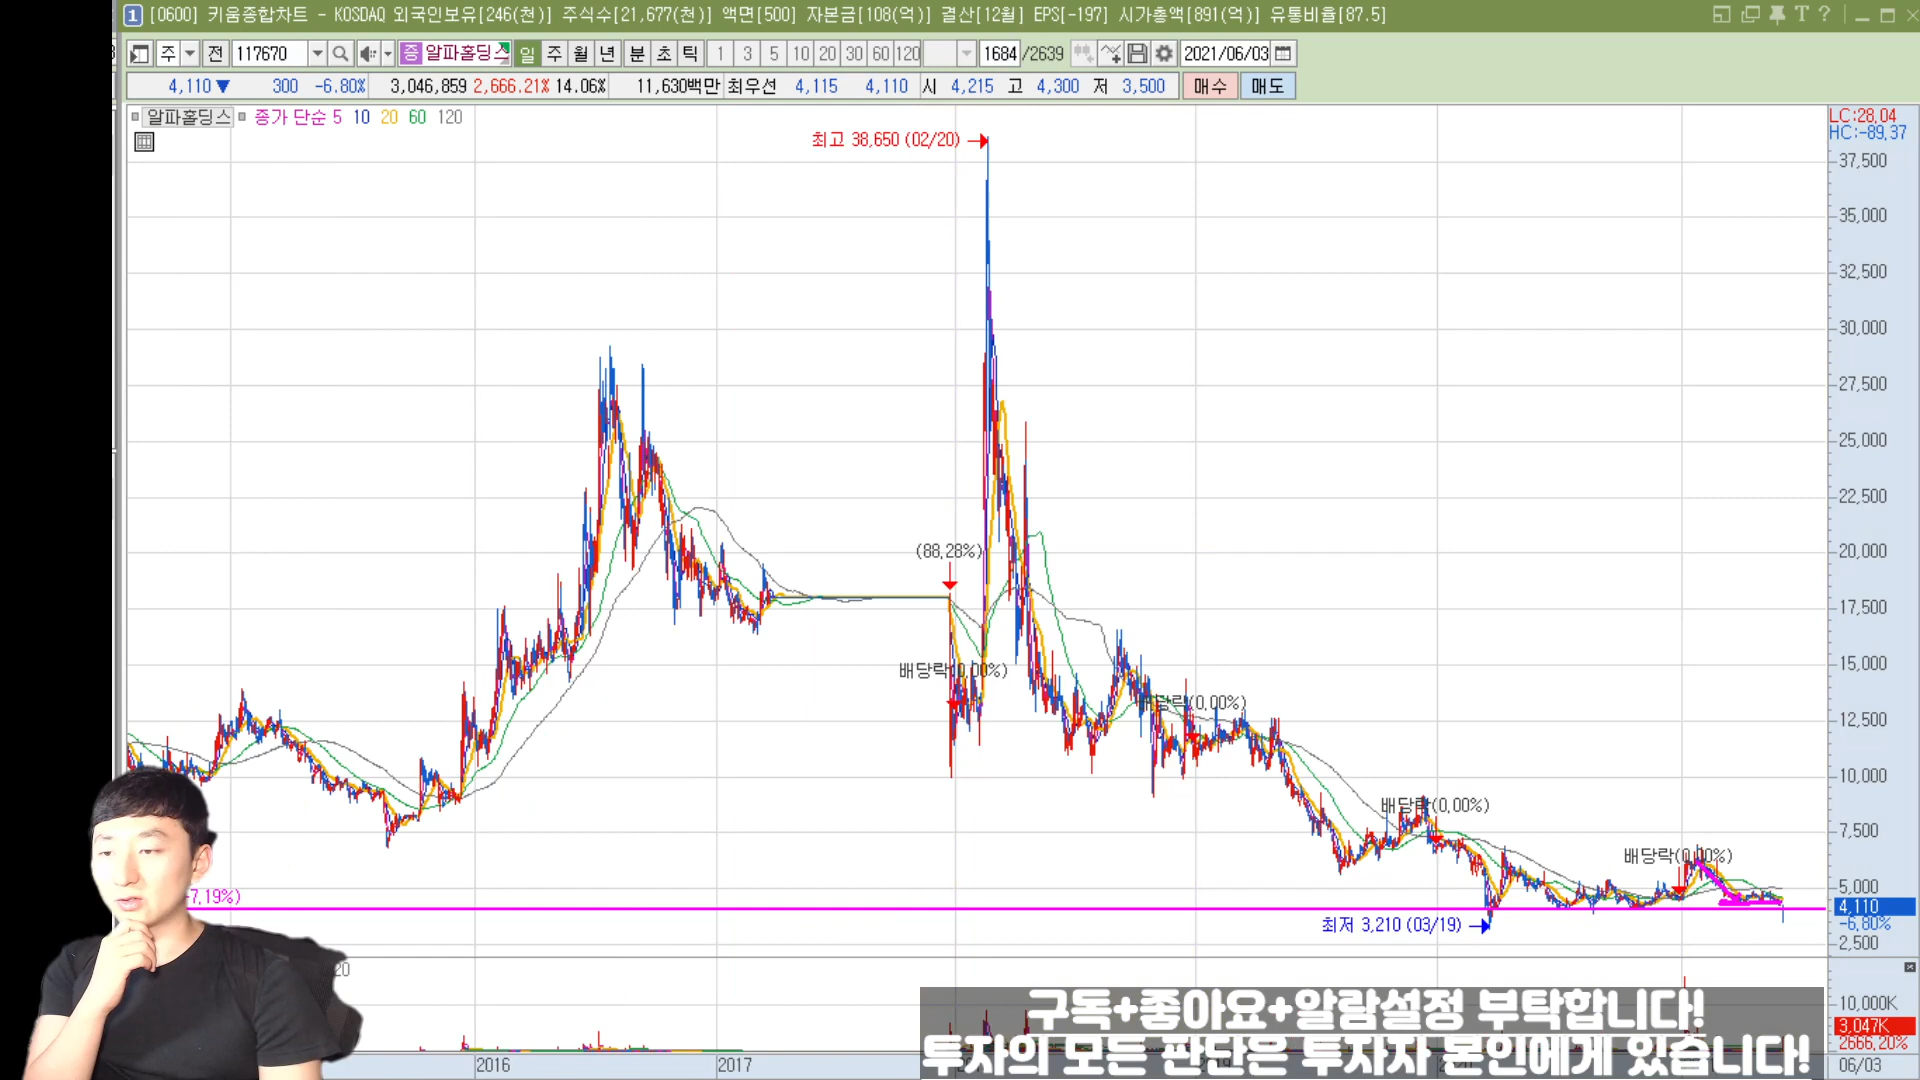 1 [0600] 키움종합차트 - KOSDAQ 외국인보유[246(천)] 주식수[21,677(천)] 액면[500] 자본금[108(억)] 결산[12월] EPS[-197] 시가총액[891(억)] 유통비율[87.5]
주 전 117670 증 알파홀딩스 일 주 월 년 분 초 틱 1 3 5 10 20 30 60 120 1684 /2639 2021/06/03
4,110 ▼ 300 -6.80% 3,046,859 2,666.21% 14.06% 11,630백만 최우선 4,115 4,110 시 4,215 고 4,300 저 3,500 매수 매도
알파홀딩스 종가 단순 5 10 20 60 120
LC:28.04
HC:-89.37
최고 38,650 (02/20)
37,500
35,000
32,500
30,000
27,500
25,000
22,500
(88.28%)
20,000
17,500
배당락(0.00%)
15,000
배당락(0.00%)
12,500
10,000
배당락(0.00%)
7,500
배당락(0.00%)
5,000
-7.19%)
4,110
-6.80%
최저 3,210 (03/19)
2,500
20
10,000K
3,047K
2666.20%
구독+좋아요+알람설정 부탁합니다!
투자의 모든 판단은 투자자 본인에게 있습니다!
2016 2017 06/03